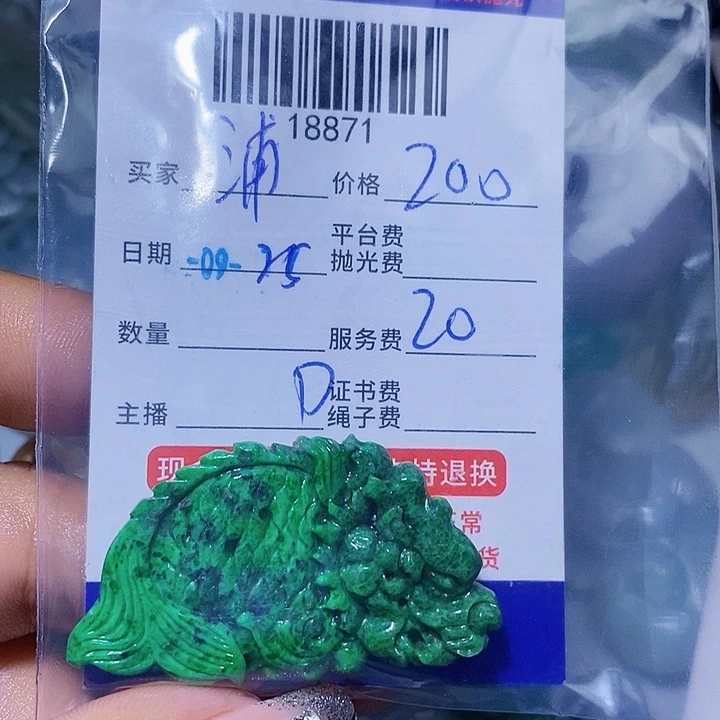 18871
买家 浦 价格 200
平台费
日期 -09-25 抛光费
数量 服务费 20
D 证书费
主播 绳子费
现 持退换
常
货